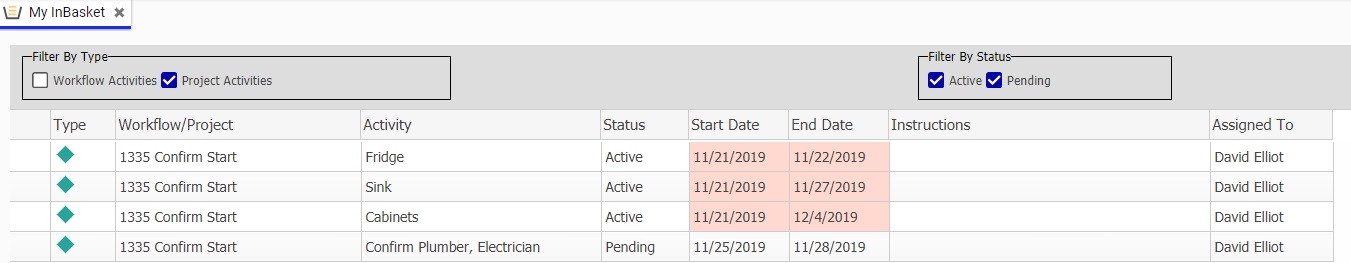 My InBasket
Filter By Type
Filter By Status
Workflow Activities Project Activities
Active Pending
Type Workflow/Project Activity Status Start Date End Date Instructions Assigned To
1335 Confirm Start Fridge Active 11/21/2019 11/22/2019 David Elliot
1335 Confirm Start Sink Active 11/21/2019 11/27/2019 David Elliot
1335 Confirm Start Cabinets Active 11/21/2019 12/4/2019 David Elliot
1335 Confirm Start Confirm Plumber, Electrician Pending 11/25/2019 11/28/2019 David Elliot